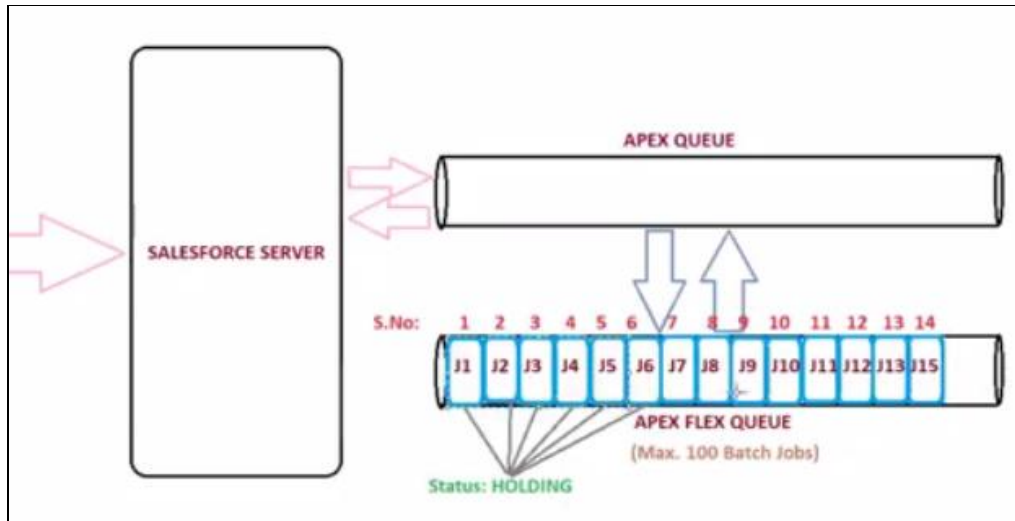 APEX QUEUE
SALESFORCE SERVER
S.No: 1 2 3 4 5 6 7 8 9 10 11 12 13 14
J1 J2 J3 J4 J5 J6 J7 J8 J9 J10 J11 J12 J13 J15
APEX FLEX QUEUE
(Max. 100 Batch Jobs)
Status: HOLDING